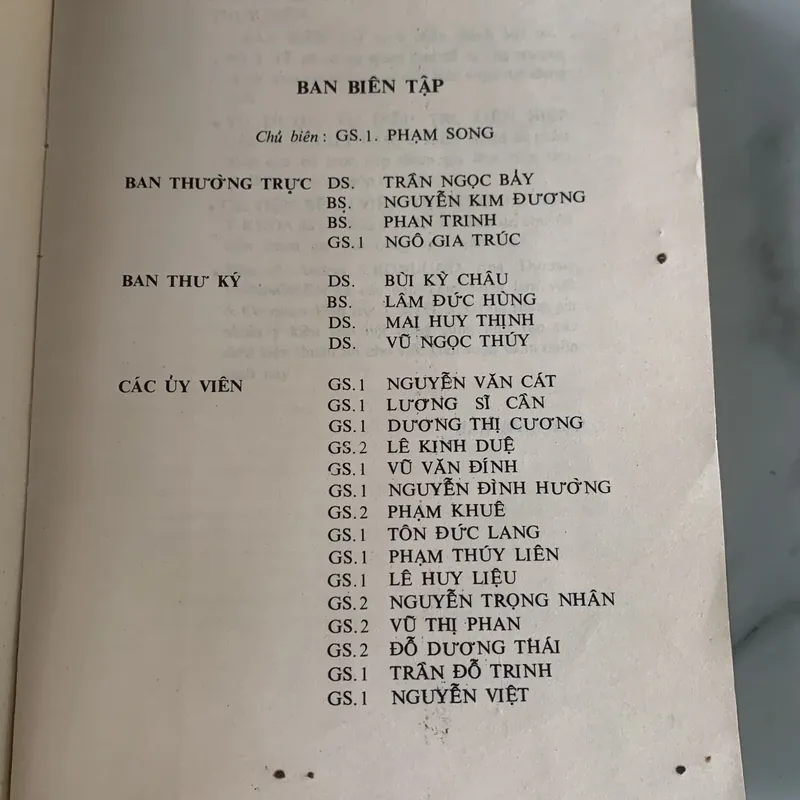 BAN BIÊN TẬP
Chủ biên: GS.1. PHẠM SONG
BAN THƯỜNG TRỰC DS. TRẦN NGỌC BẢY
BS. NGUYỄN KIM ĐƯƠNG
BS. PHAN TRINH
GS.1 NGÔ GIA TRÚC
BAN THƯ KÝ DS. BÙI KỲ CHÂU
BS. LÂM ĐỨC HÙNG
DS. MAI HUY THỊNH
DS. VŨ NGỌC THÚY
CÁC ỦY VIÊN GS.1 NGUYỄN VĂN CÁT
GS.1 LƯƠNG SĨ CẦN
GS.1 DƯƠNG THỊ CƯƠNG
GS.2 LÊ KINH DUỆ
GS.1 VŨ VĂN ĐÍNH
GS.1 NGUYỄN ĐÌNH HƯỜNG
GS.2 PHẠM KHUÊ
GS.1 TÔN ĐỨC LANG
GS.1 PHẠM THÚY LIÊN
GS.1 LÊ HUY LIỆU
GS.2 NGUYỄN TRỌNG NHÂN
GS.2 VŨ THỊ PHAN
GS.2 ĐỖ DƯƠNG THÁI
GS.1 TRẦN ĐỖ TRINH
GS.1 NGUYỄN VIỆT